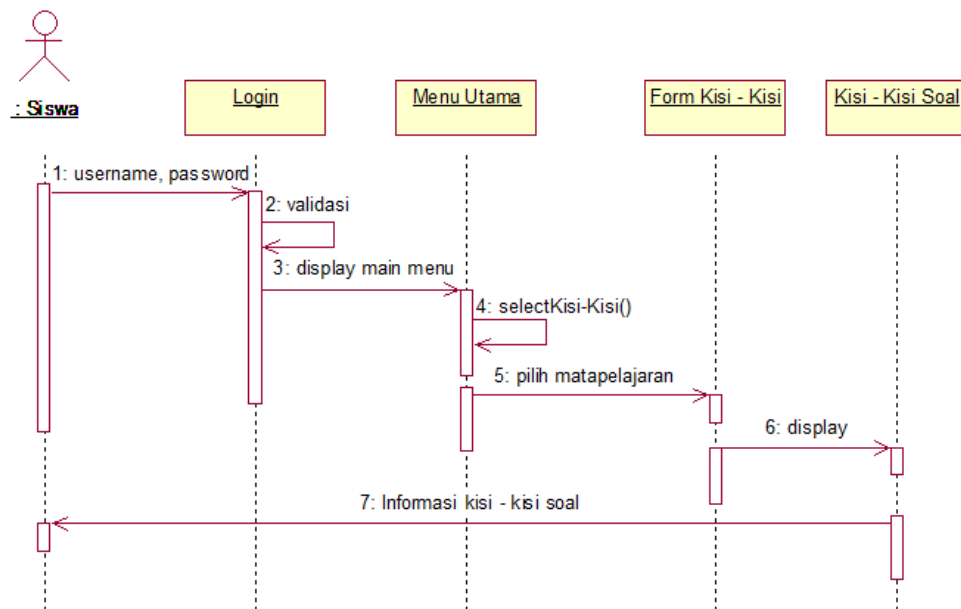 : Siswa
Login
Menu Utama
Form Kisi - Kisi
Kisi - Kisi Soal
1: username, password
2: validasi
3: display main menu
4: selectKisi-Kisi()
5: pilih matapelajaran
6: display
7: Informasi kisi - kisi soal